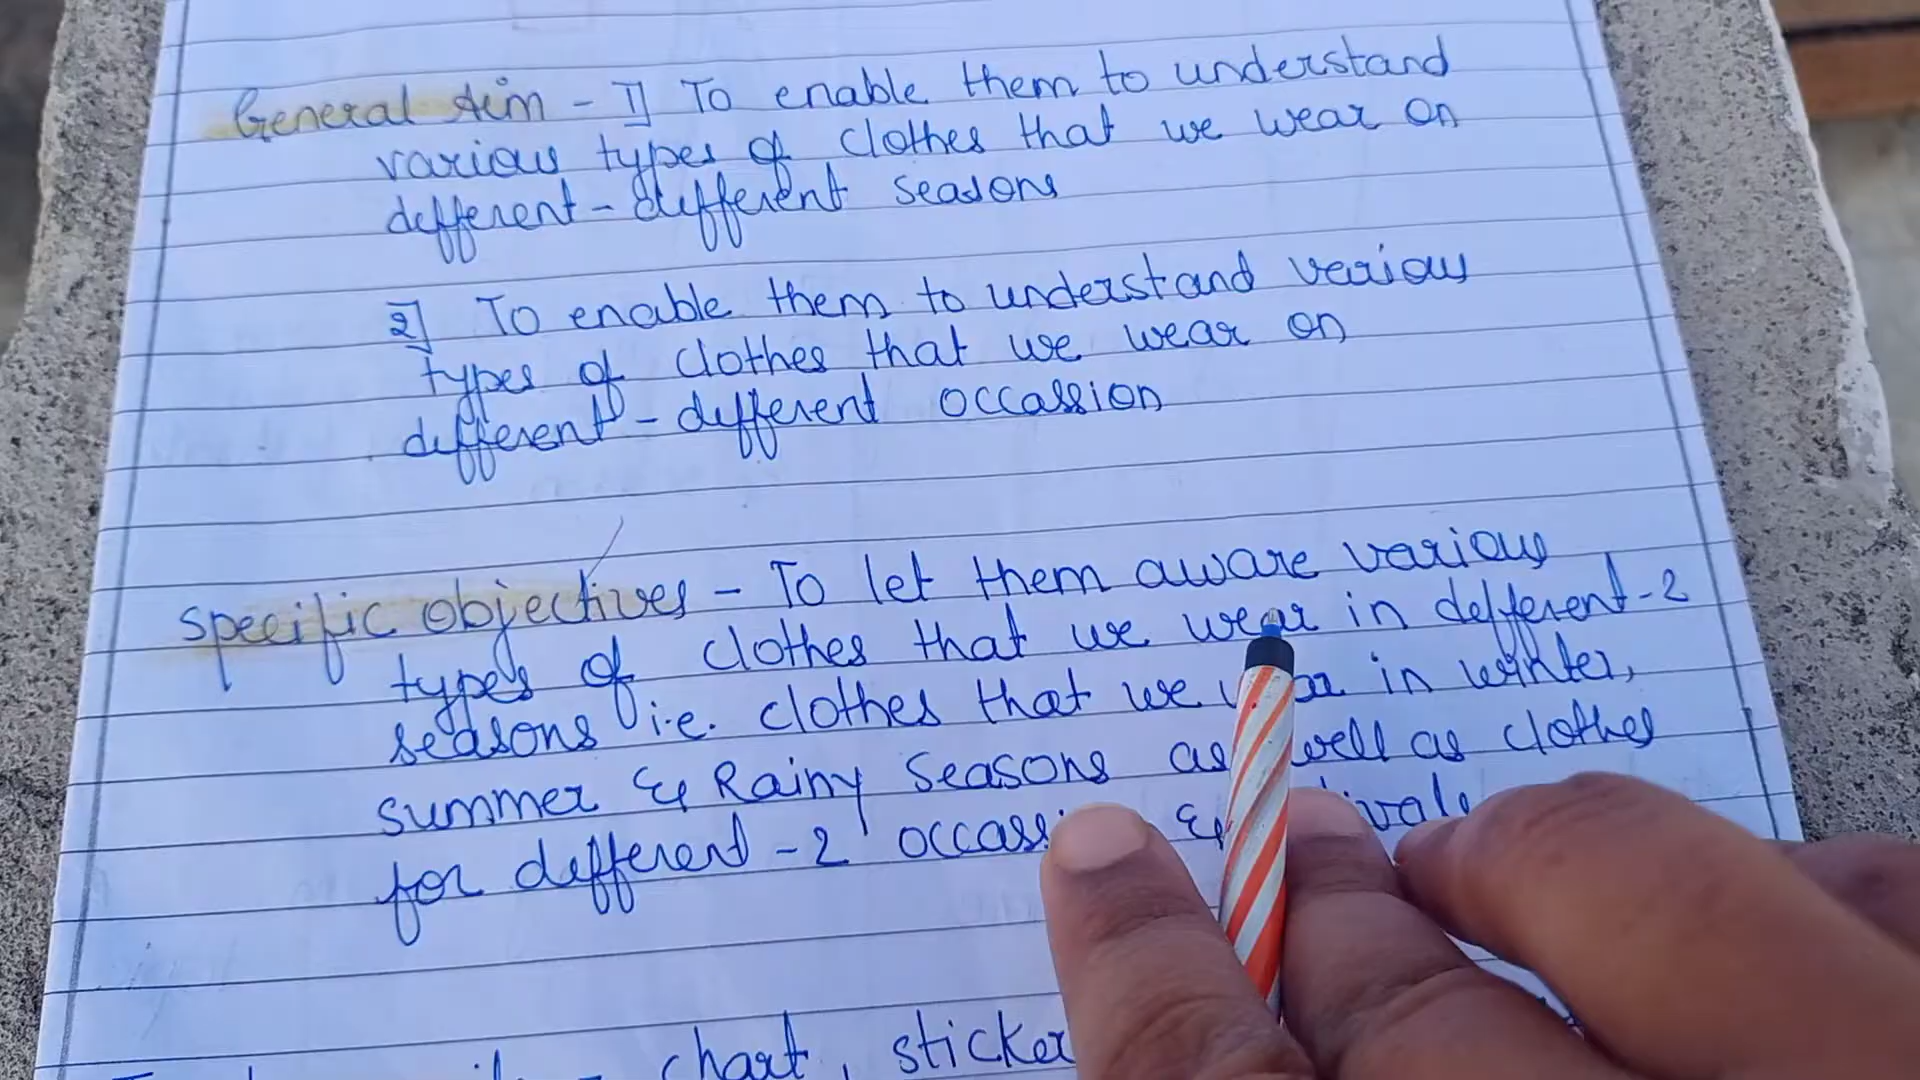 General Aim - 1] To enable them to understand
various types of clothes that we wear on
different - different seasons
2] To enable them to understand various
types of clothes that we wear on
different - different occassion
Specific objectives - To let them aware various
types of clothes that we wear in different-2
seasons i.e. clothes that we in winter,
summer & Rainy Seasons as well as clothes
for different -2 &
- chart, sticker